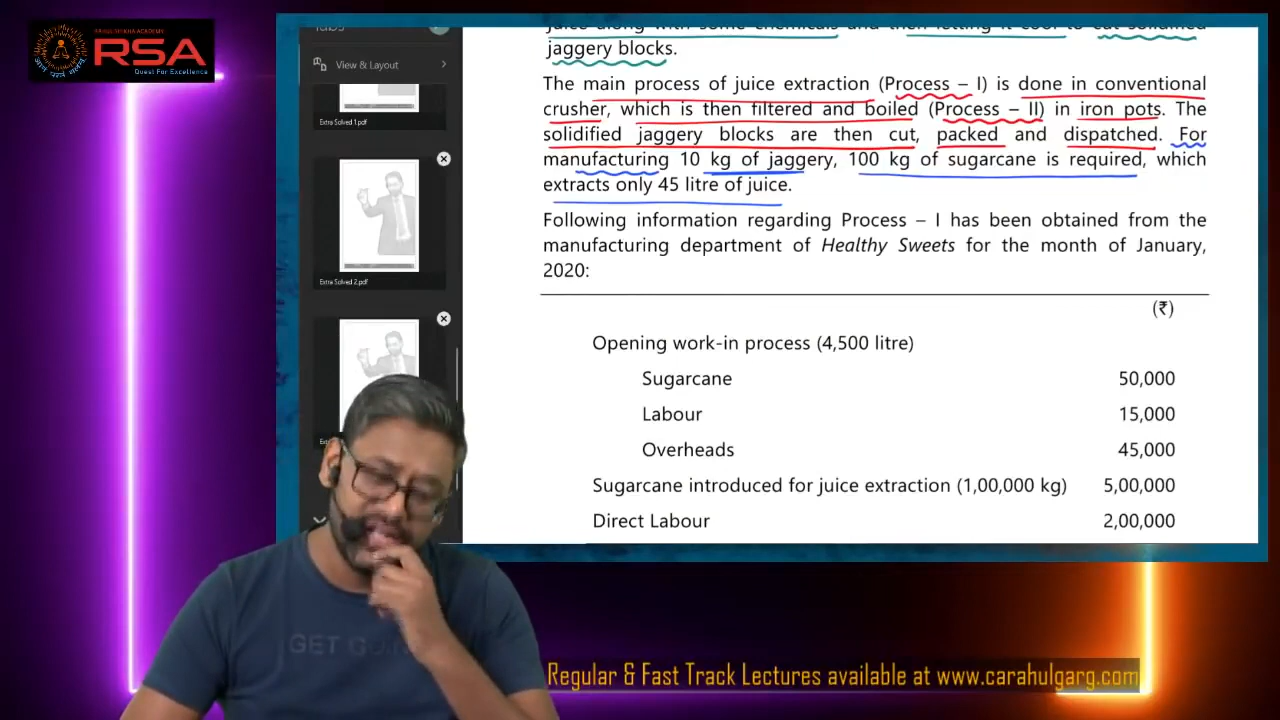 RSA
Quest For Excellence
View & Layout
Extra Solved 1.pdf
Extra Solved 2.pdf
jaggery blocks.
The main process of juice extraction (Process – I) is done in conventional
crusher, which is then filtered and boiled (Process – II) in iron pots. The
solidified jaggery blocks are then cut, packed and dispatched. For
manufacturing 10 kg of jaggery, 100 kg of sugarcane is required, which
extracts only 45 litre of juice.
Following information regarding Process – I has been obtained from the
manufacturing department of Healthy Sweets for the month of January,
2020:
(₹)
Opening work-in process (4,500 litre)
Sugarcane 50,000
Labour 15,000
Overheads 45,000
Sugarcane introduced for juice extraction (1,00,000 kg) 5,00,000
Direct Labour 2,00,000
Regular & Fast Track Lectures available at www.carahulgarg.com